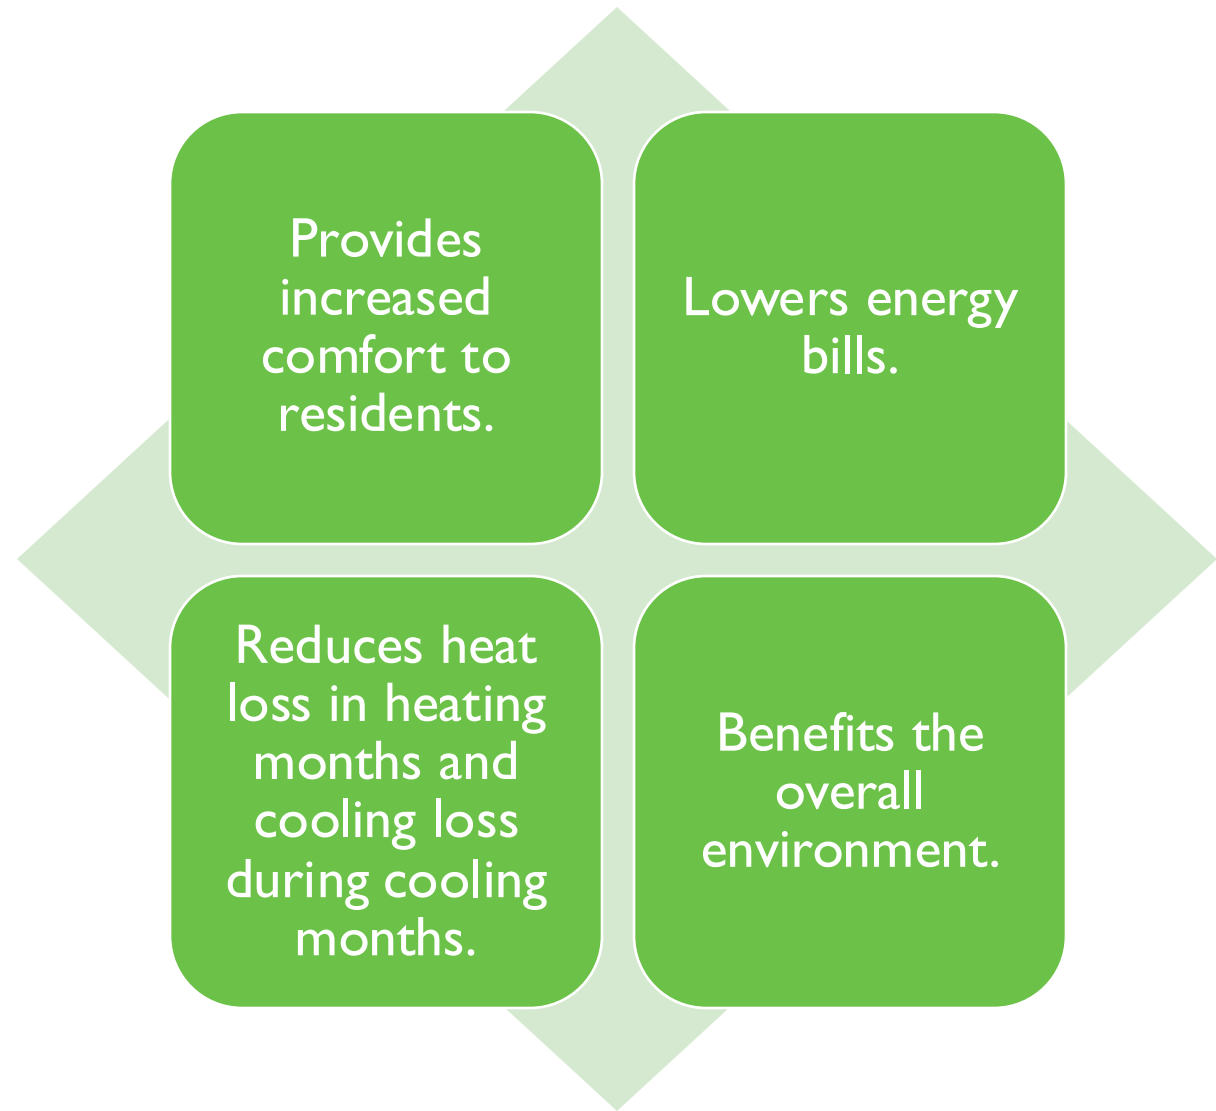 Provides
increased
comfort to
residents.
Lowers energy
bills.
Reduces heat
loss in heating
months and
cooling loss
during cooling
months.
Benefits the
overall
environment.